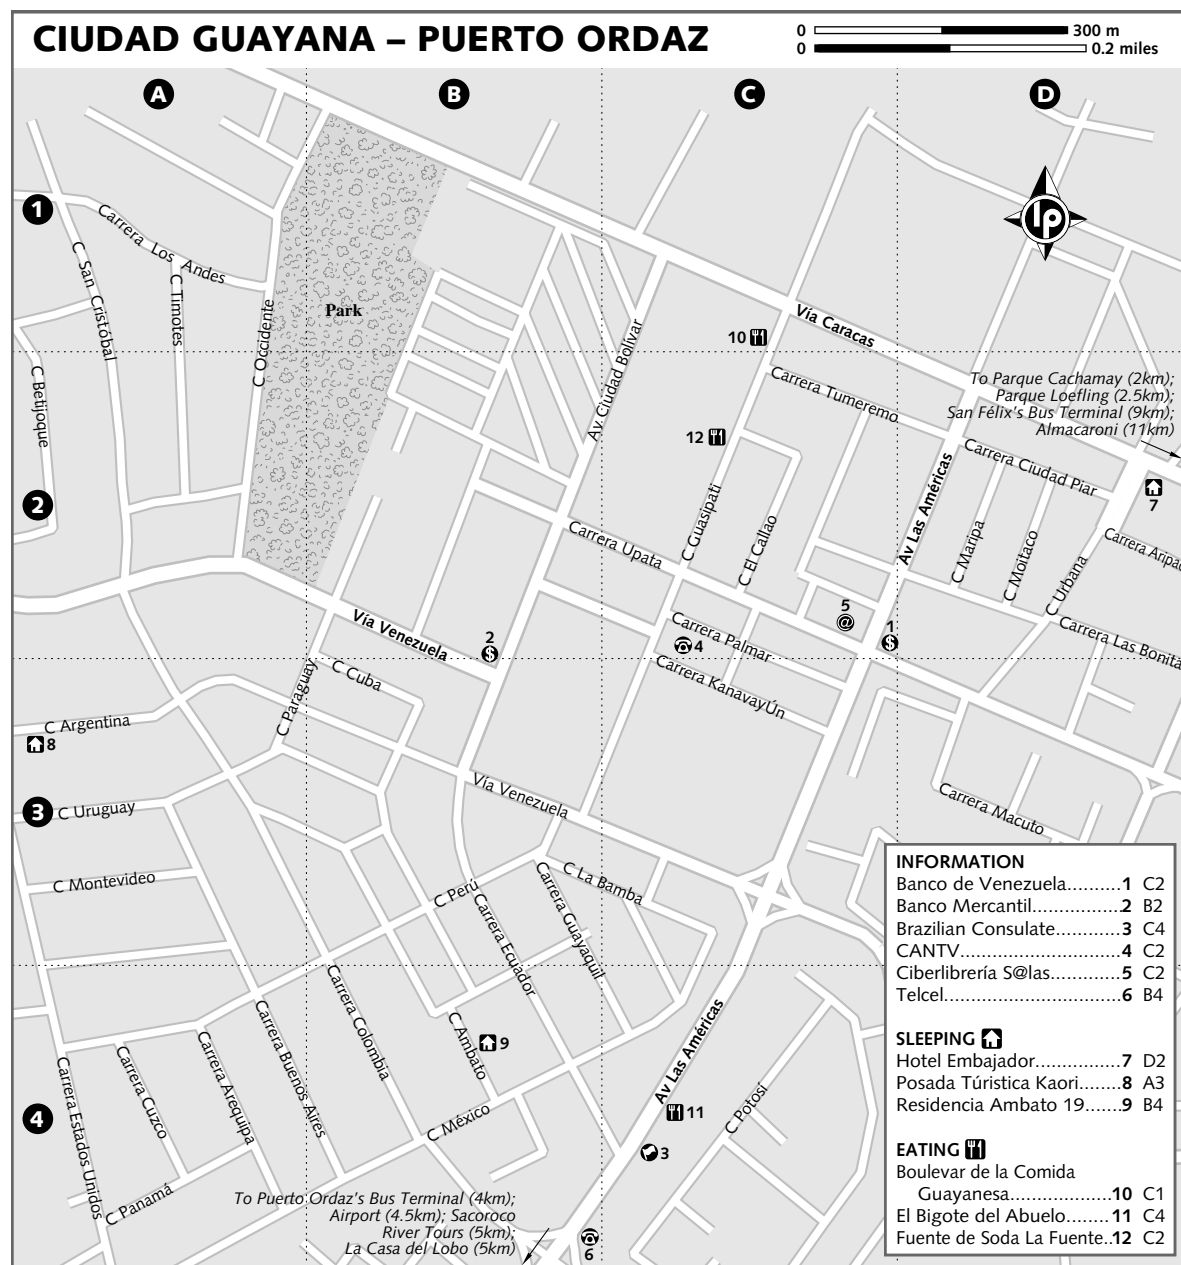 CIUDAD GUAYANA – PUERTO ORDAZ
0 300 m
0 0.2 miles
A
B
C
D
1
lp
Carrera Los Andes
C San Cristóbal
C Timotes
C Occidente
Park
Av Ciudad Bolívar
10
Vía Caracas
C Betijoque
Carrera Tumeremo
To Parque Cachamay (2km);
Parque Loefling (2.5km);
San Félix's Bus Terminal (9km);
Almacaroni (11km)
12
Carrera Ciudad Piar
7
2
C Guasipati
C El Callao
Av Las Américas
C Maripa
C Moitaco
C Urbana
Carrera Aripao
Carrera Upata
5
@
1
$
Vía Venezuela
2
$
Carrera Palmar
4
Carrera Las Bonitas
Carrera KanavayÚn
C Cuba
C Paraguay
C Argentina
8
3
C Uruguay
Vía Venezuela
Carrera Macuto
C Montevideo
C Perú
C La Bamba
Carrera Guayaquil
Carrera Ecuador
Carrera Colombia
Carrera Buenos Aires
C Ambato
9
Av Las Américas
Carrera Estados Unidos
Carrera Cuzco
Carrera Arequipa
4
C México
11
C Potosí
3
C Panamá
To Puerto Ordaz's Bus Terminal (4km);
Airport (4.5km); Sacoroco
River Tours (5km);
La Casa del Lobo (5km)
6
INFORMATION
Banco de Venezuela..........1 C2
Banco Mercantil.................2 B2
Brazilian Consulate............3 C4
CANTV..............................4 C2
Ciberlibrería S@las.............5 C2
Telcel.................................6 B4
SLEEPING
Hotel Embajador................7 D2
Posada Túristica Kaori........8 A3
Residencia Ambato 19.......9 B4
EATING
Boulevar de la Comida
Guayanesa...................10 C1
El Bigote del Abuelo........11 C4
Fuente de Soda La Fuente..12 C2